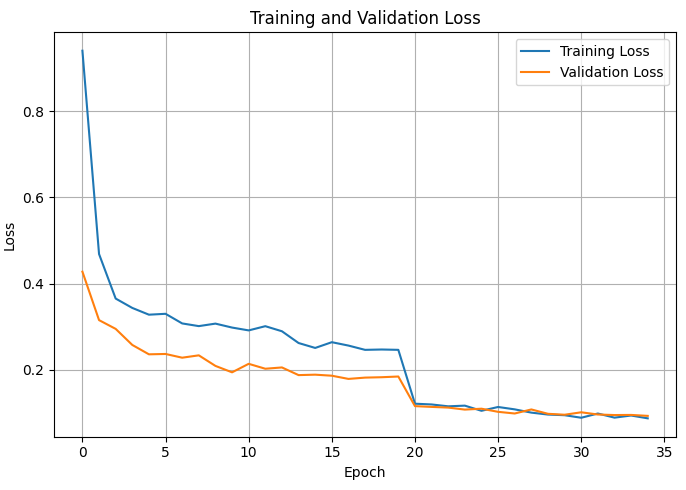 Training and Validation Loss
Training Loss
Validation Loss
0.8
0.6
0.4
0.2
Loss
0 5 10 15 20 25 30 35
Epoch